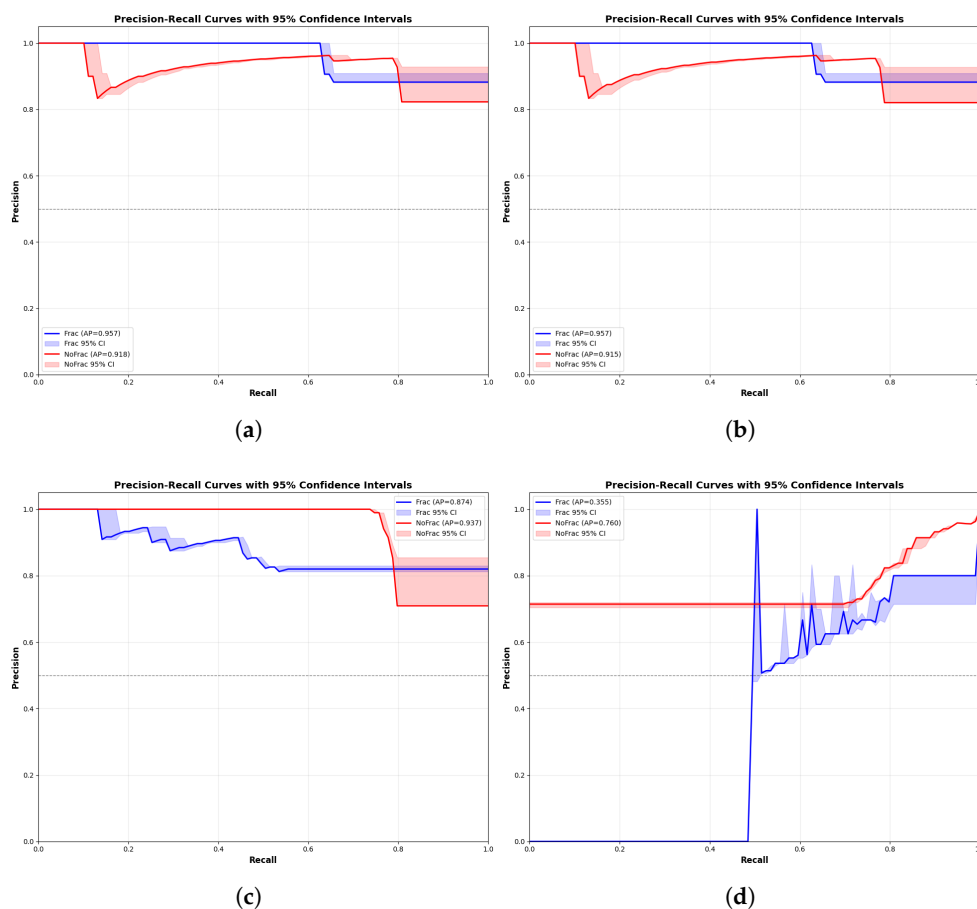 Precision-Recall Curves with 95% Confidence Intervals
Precision
1.0
0.8
0.6
0.4
0.2
0.0
Frac (AP=0.957)
Frac 95% CI
NoFrac (AP=0.918)
NoFrac 95% CI
0.0 0.2 0.4 0.6 0.8 1.0
Recall
(a)
Precision-Recall Curves with 95% Confidence Intervals
Precision
1.0
0.8
0.6
0.4
0.2
0.0
Frac (AP=0.957)
Frac 95% CI
NoFrac (AP=0.915)
NoFrac 95% CI
0.0 0.2 0.4 0.6 0.8
Recall
(b)
Precision-Recall Curves with 95% Confidence Intervals
Precision
1.0
0.8
0.6
0.4
0.2
0.0
Frac (AP=0.874)
Frac 95% CI
NoFrac (AP=0.937)
NoFrac 95% CI
0.0 0.2 0.4 0.6 0.8 1.0
Recall
(c)
Precision-Recall Curves with 95% Confidence Intervals
Precision
1.0
0.8
0.6
0.4
0.2
0.0
Frac (AP=0.355)
Frac 95% CI
NoFrac (AP=0.760)
NoFrac 95% CI
0.0 0.2 0.4 0.6 0.8
Recall
(d)